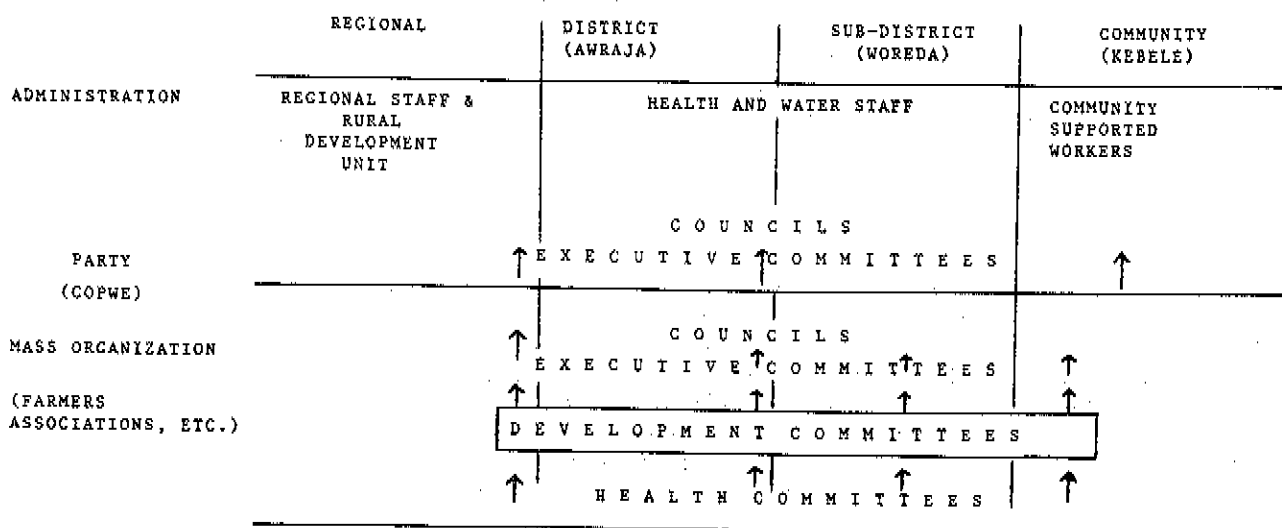 REGIONAL DISTRICT (AWRAJA) SUB-DISTRICT (WOREDA) COMMUNITY (KEBELE)
ADMINISTRATION
REGIONAL STAFF &
RURAL
DEVELOPMENT
UNIT
HEALTH AND WATER STAFF
COMMUNITY
SUPPORTED
WORKERS
PARTY
(COPWE)
COUNCILS
EXECUTIVE COMMITTEES
MASS ORGANIZATION
(FARMERS
ASSOCIATIONS, ETC.)
COUNCILS
EXECUTIVE COMMITTEES
DEVELOPMENT COMMITTEES
HEALTH COMMITTEES